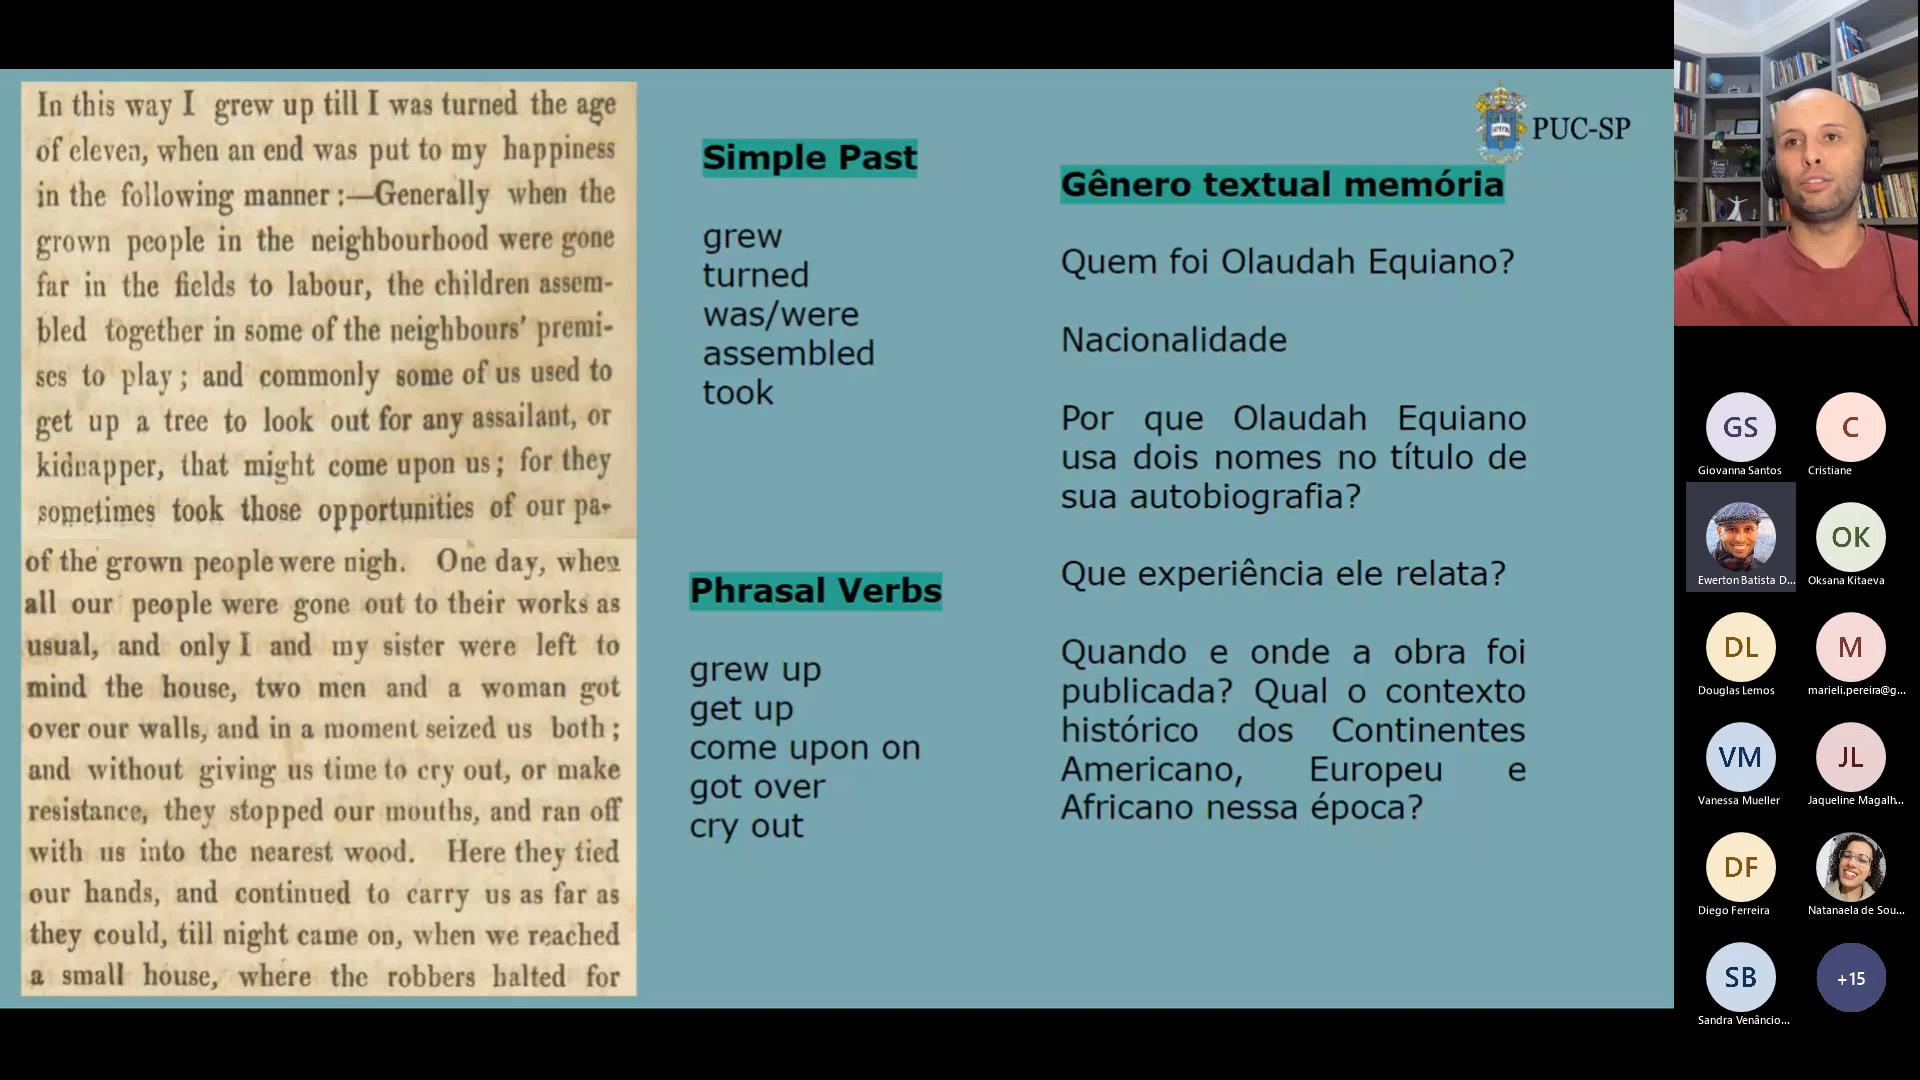 In this way I grew up till I was turned the age
of eleven, when an end was put to my happiness
in the following manner :—Generally when the
grown people in the neighbourhood were gone
far in the fields to labour, the children assem-
bled together in some of the neighbours' premi-
ses to play ; and commonly some of us used to
get up a tree to look out for any assailant, or
kidnapper, that might come upon us ; for they
sometimes took those opportunities of our pa-
of the grown people were nigh. One day, when
all our people were gone out to their works as
usual, and only I and my sister were left to
mind the house, two men and a woman got
over our walls, and in a moment seized us both ;
and without giving us time to cry out, or make
resistance, they stopped our mouths, and ran off
with us into the nearest wood. Here they tied
our hands, and continued to carry us as far as
they could, till night came on, when we reached
a small house, where the robbers halted for
Simple Past
grew
turned
was/were
assembled
took
Phrasal Verbs
grew up
get up
come upon on
got over
cry out
PUC-SP
Gênero textual memória
Quem foi Olaudah Equiano?
Nacionalidade
Por que Olaudah Equiano
usa dois nomes no título de
sua autobiografia?
Que experiência ele relata?
Quando e onde a obra foi
publicada? Qual o contexto
histórico dos Continentes
Americano, Europeu e
Africano nessa época?
GS
Giovanna Santos
C
Cristiane
Ewerton Batista D...
OK
Oksana Kitaeva
DL
Douglas Lemos
M
marieli.pereira@g...
VM
Vanessa Mueller
JL
Jaqueline Magalh...
DF
Diego Ferreira
Natanaela de Sou...
SB
Sandra Venâncio...
+15